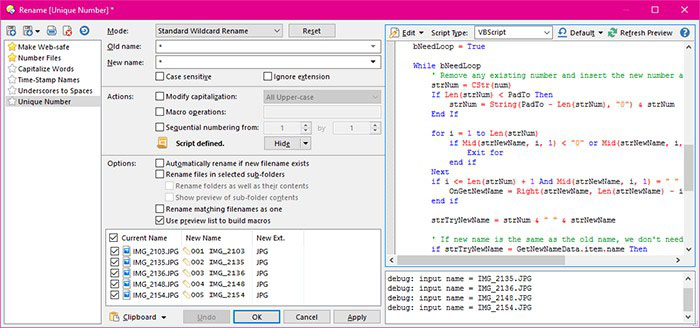 Rename [Unique Number] *
Make Web-safe
Number Files
Capitalize Words
Time-Stamp Names
Underscores to Spaces
Unique Number
Mode: Standard Wildcard Rename Reset
Old name: *
New name: *
Case sensitive Ignore extension
Actions: Modify capitalization: All Upper-case
Macro operations:
Sequential numbering from: 1 by 1
Script defined. Hide
Options: Automatically rename if new filename exists
Rename files in selected sub-folders
Rename folders as well as their contents
Show preview of sub-folder contents
Rename matching filenames as one
Use preview list to build macros
Current Name New Name New Ext.
IMG_2103.JPG 001 IMG_2103 JPG
IMG_2135.JPG 002 IMG_2135 JPG
IMG_2136.JPG 003 IMG_2136 JPG
IMG_2148.JPG 004 IMG_2148 JPG
IMG_2154.JPG 005 IMG_2154 JPG
Clipboard Undo OK Cancel Apply
Edit Script Type: VBScript Default Refresh Preview
bNeedLoop = True
While bNeedLoop
' Remove any existing number and insert the new number a
strNum = CStr(num)
If Len(strNum) < PadTo Then
strNum = String(PadTo - Len(strNum), "0") & strNum
End If
for i = 1 to Len(strNum)
if Mid(strNewName, i, 1) < "0" or Mid(strNewName, i,
Exit for
end if
Next
if i <= Len(strNum) + 1 And Mid(strNewName, i, 1) = " "
OnGetNewName = Right(strNewName, Len(strNewName) - i
end if
strTryNewName = strNum & " " & strNewName
' If new name is the same as the old name, we don't need
if strTryNewName = GetNewNameData.item.name Then
debug: input name = IMG_2135.JPG
debug: input name = IMG_2136.JPG
debug: input name = IMG_2148.JPG
debug: input name = IMG_2154.JPG